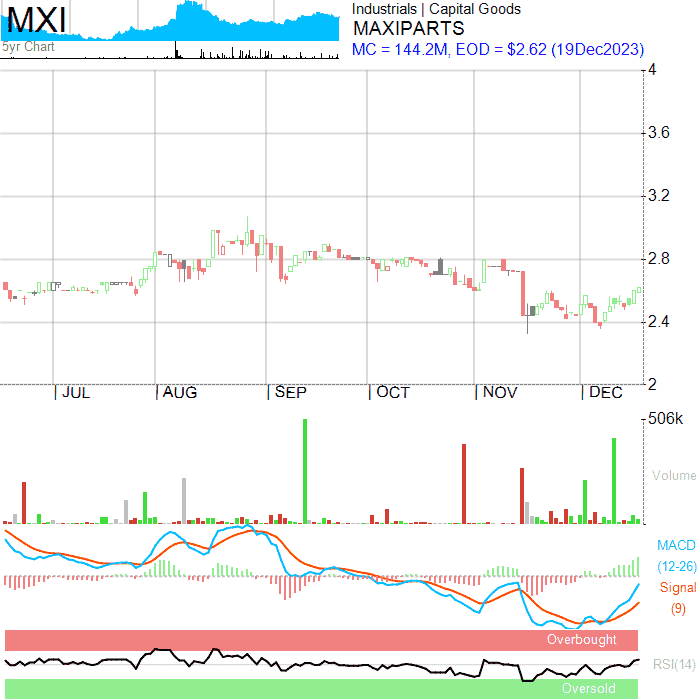 MXI
5yr Chart
Industrials | Capital Goods
MAXIPARTS
MC = 144.2M, EOD = $2.62 (19Dec2023)
4
3.6
3.2
2.8
2.4
2
JUL AUG SEP OCT NOV DEC
506k
Volume
MACD
(12-26)
Signal
(9)
Overbought
RSI(14)
Oversold